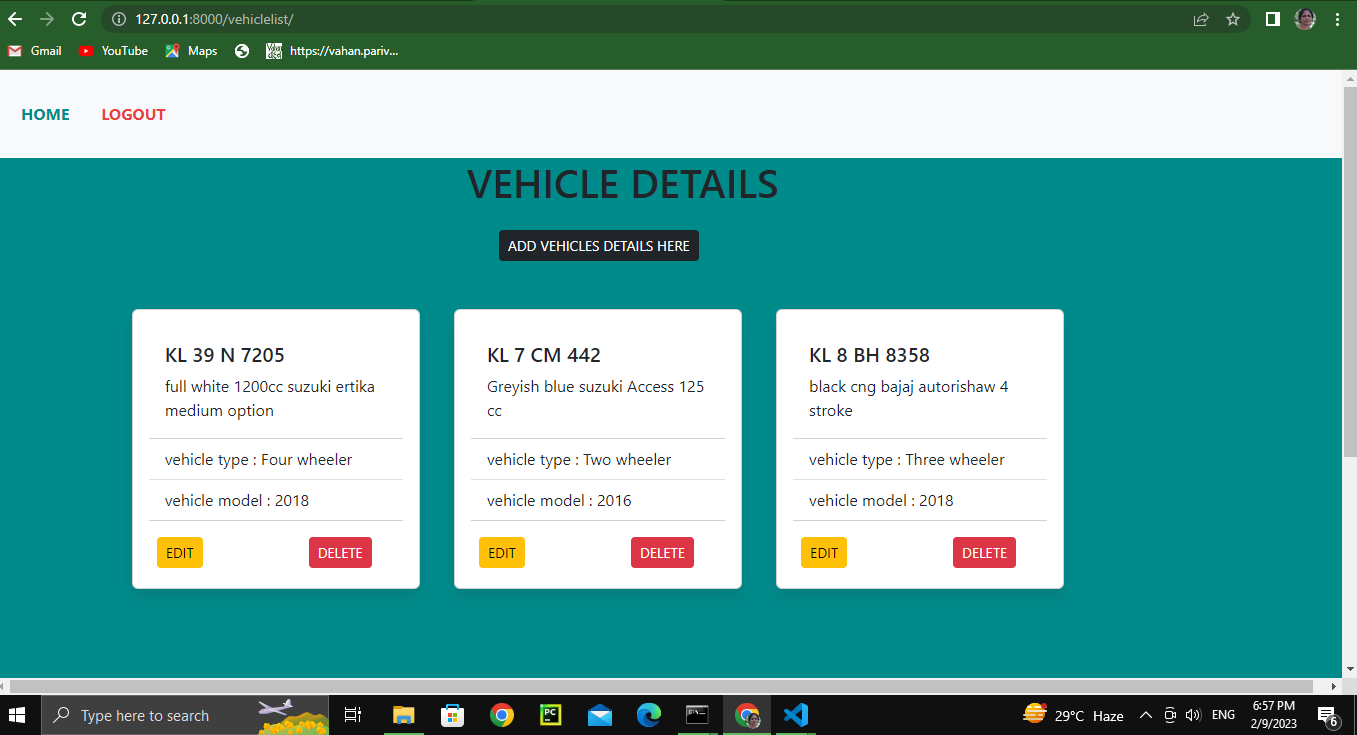 127.0.0.1:8000/vehiclelist/
Gmail YouTube Maps https://vahan.pariv...
HOME LOGOUT
VEHICLE DETAILS
ADD VEHICLES DETAILS HERE
KL 39 N 7205
full white 1200cc suzuki ertika
medium option
vehicle type : Four wheeler
vehicle model : 2018
EDIT DELETE
KL 7 CM 442
Greyish blue suzuki Access 125
cc
vehicle type : Two wheeler
vehicle model : 2016
EDIT DELETE
KL 8 BH 8358
black cng bajaj autorishaw 4
stroke
vehicle type : Three wheeler
vehicle model : 2018
EDIT DELETE
Type here to search
PC
29°C Haze
ENG
6:57 PM
2/9/2023
6